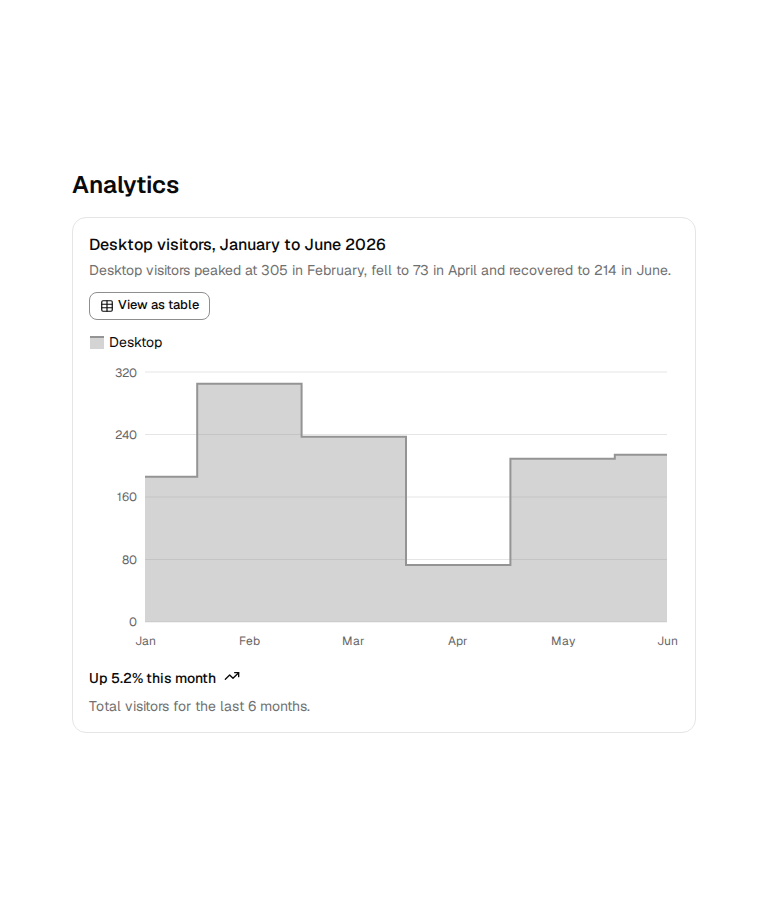 Analytics
Desktop visitors, January to June 2026
Desktop visitors peaked at 305 in February, fell to 73 in April and recovered to 214 in June.
View as table
Desktop
320
240
160
80
0
Jan Feb Mar Apr May Jun
Up 5.2% this month
Total visitors for the last 6 months.